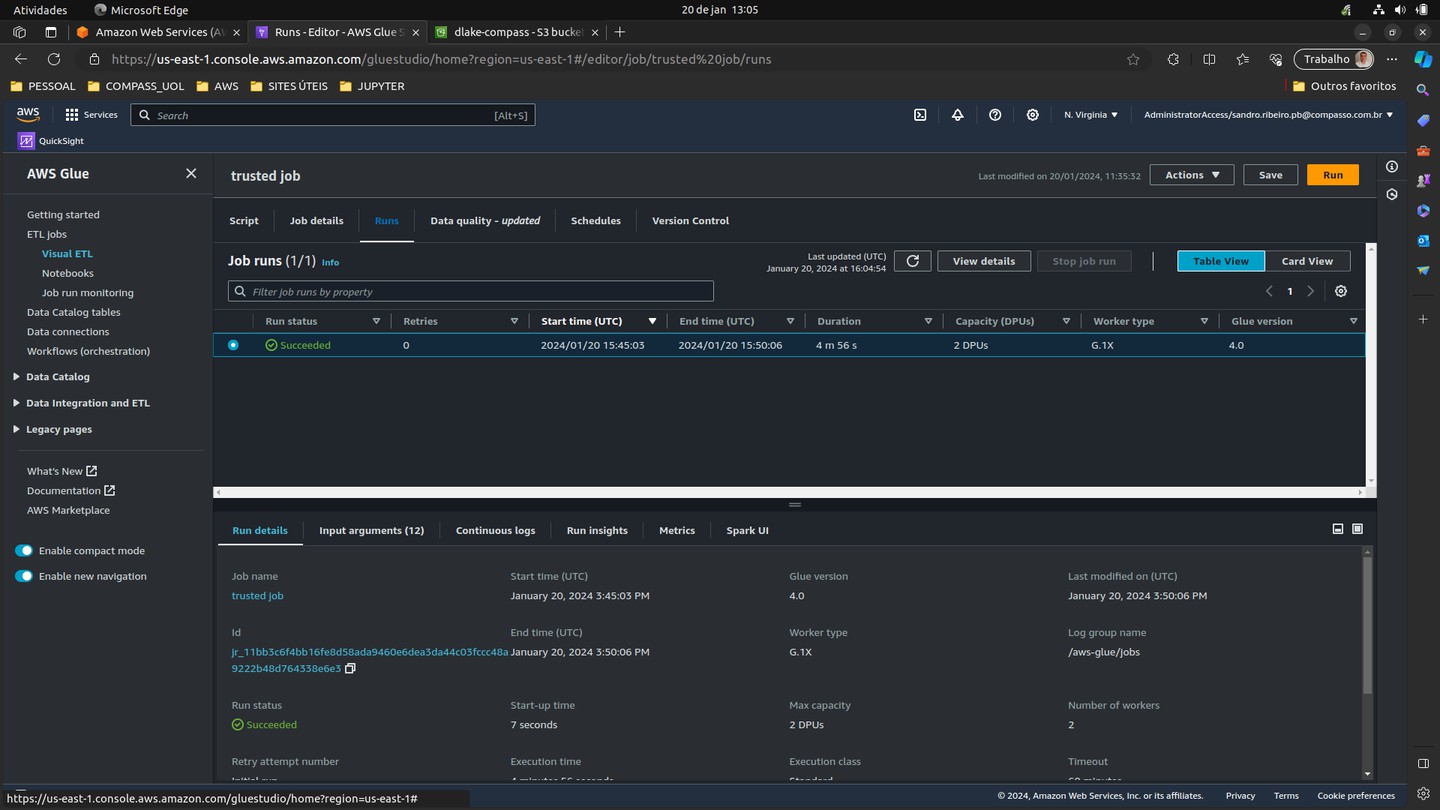 Atividades Microsoft Edge 20 de jan 13:05
Amazon Web Services (AW Runs - Editor - AWS Glue S dlake-compass - S3 bucket
https://us-east-1.console.aws.amazon.com/gluestudio/home?region=us-east-1#/editor/job/trusted%20job/runs Trabalho
PESSOAL COMPASS_UOL AWS SITES ÚTEIS JUPYTER Outros favoritos
aws Services Search [Alt+S] N. Virginia AdministratorAccess/sandro.ribeiro.pb@compasso.com.br
QuickSight
AWS Glue
Getting started
ETL jobs
Visual ETL
Notebooks
Job run monitoring
Data Catalog tables
Data connections
Workflows (orchestration)
Data Catalog
Data Integration and ETL
Legacy pages
What's New
Documentation
AWS Marketplace
Enable compact mode
Enable new navigation
trusted job Last modified on 20/01/2024, 11:35:32 Actions Save Run
Script Job details Runs Data quality - updated Schedules Version Control
Job runs (1/1) Info Last updated (UTC) January 20, 2024 at 16:04:54 View details Stop job run Table View Card View
Filter job runs by property 1
Run status Retries Start time (UTC) End time (UTC) Duration Capacity (DPUs) Worker type Glue version
Succeeded 0 2024/01/20 15:45:03 2024/01/20 15:50:06 4 m 56 s 2 DPUs G.1X 4.0
Run details Input arguments (12) Continuous logs Run insights Metrics Spark UI
Job name Start time (UTC) Glue version Last modified on (UTC)
trusted job January 20, 2024 3:45:03 PM 4.0 January 20, 2024 3:50:06 PM
Id End time (UTC) Worker type Log group name
jr_11bb3c6f4bb16fe8d58ada9460e6dea3da44c03fccc48a January 20, 2024 3:50:06 PM G.1X /aws-glue/jobs
9222b48d764338e6e3
Run status Start-up time Max capacity Number of workers
Succeeded 7 seconds 2 DPUs 2
Retry attempt number Execution time Execution class Timeout
Initial run 4 minutes 56 seconds Standard 60 minutes
https://us-east-1.console.aws.amazon.com/gluestudio/home?region=us-east-1# © 2024, Amazon Web Services, Inc. or its affiliates. Privacy Terms Cookie preferences